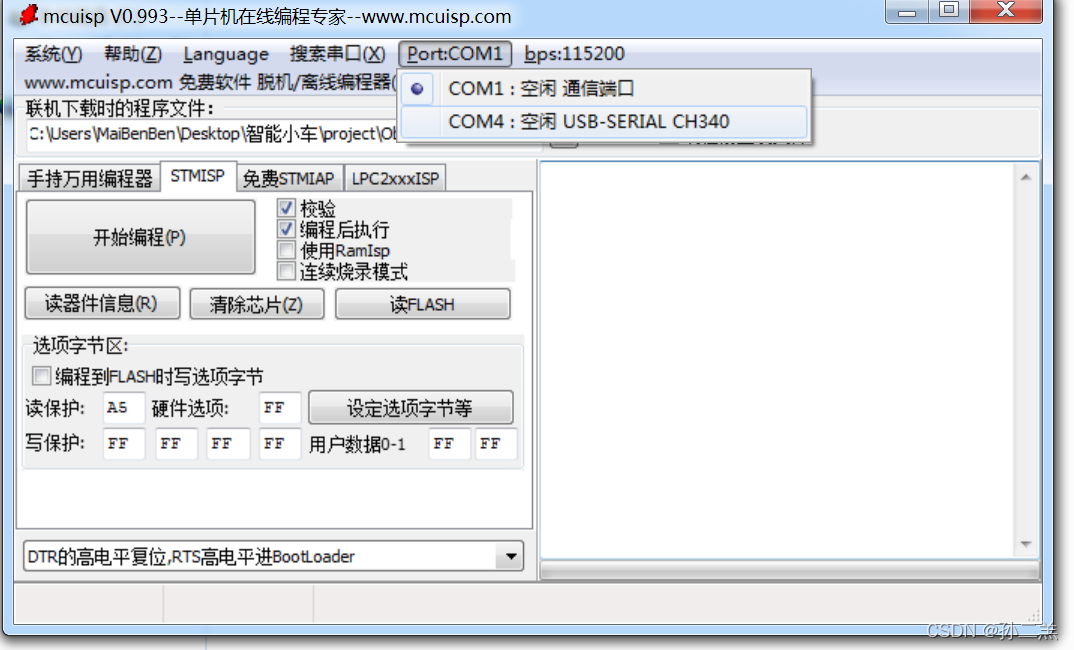 mcuisp V0.993--单片机在线编程专家--www.mcuisp.com
系统(Y) 帮助(Z) Language 搜索串口(X) Port:COM1 bps:115200
www.mcuisp.com 免费软件 脱机/离线编程器(
COM1 : 空闲 通信端口
COM4 : 空闲 USB-SERIAL CH340
联机下载时的程序文件:
C:\Users\MaiBenBen\Desktop\智能小车\project\Ob
手持万用编程器 STMISP 免费STMIAP LPC2xxxISP
开始编程(P)
校验
编程后执行
使用RamIsp
连续烧录模式
读器件信息(R) 清除芯片(Z) 读FLASH
选项字节区:
编程到FLASH时写选项字节
读保护: A5 硬件选项: FF 设定选项字节等
写保护: FF FF FF FF 用户数据0-1 FF FF
DTR的高电平复位,RTS高电平进BootLoader
CSDN @孙二羔